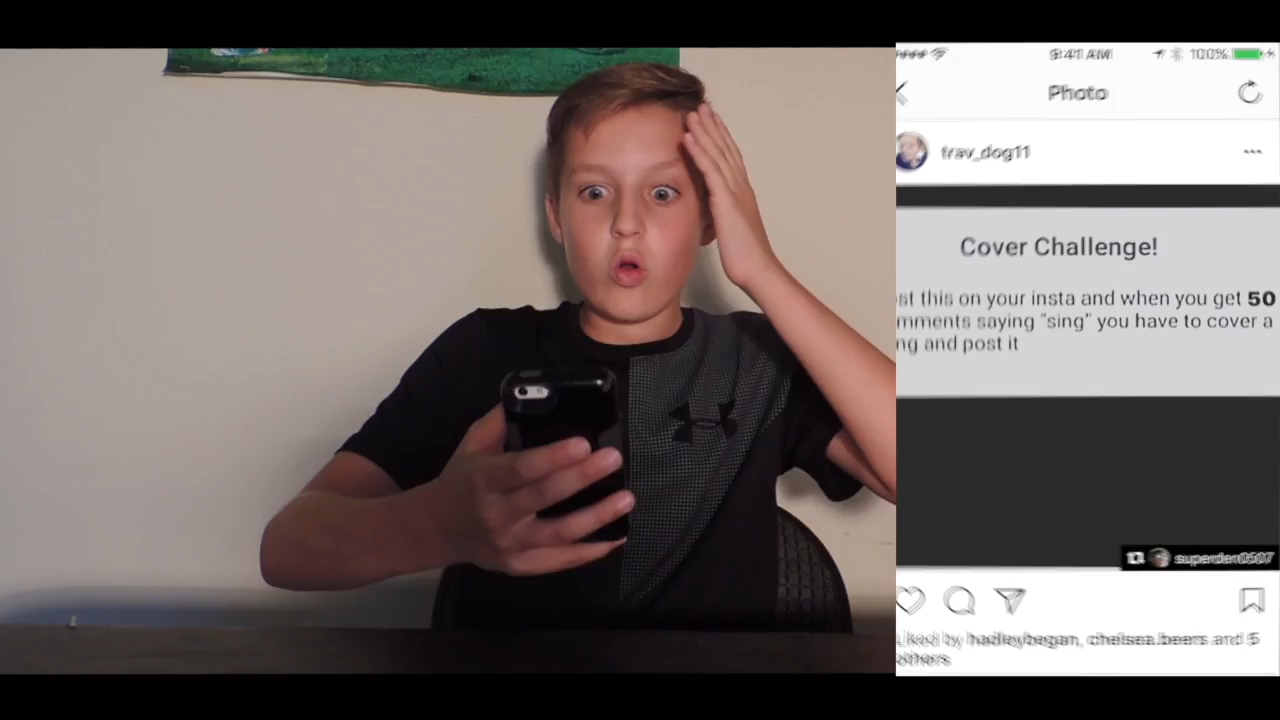 9:41 AM 100%
Photo
trav_dog11
Cover Challenge!
st this on your insta and when you get 50
mments saying "sing" you have to cover a
ng and post it
superdan0507
Liked by hadleybegan, chelsea.beers and 5
others